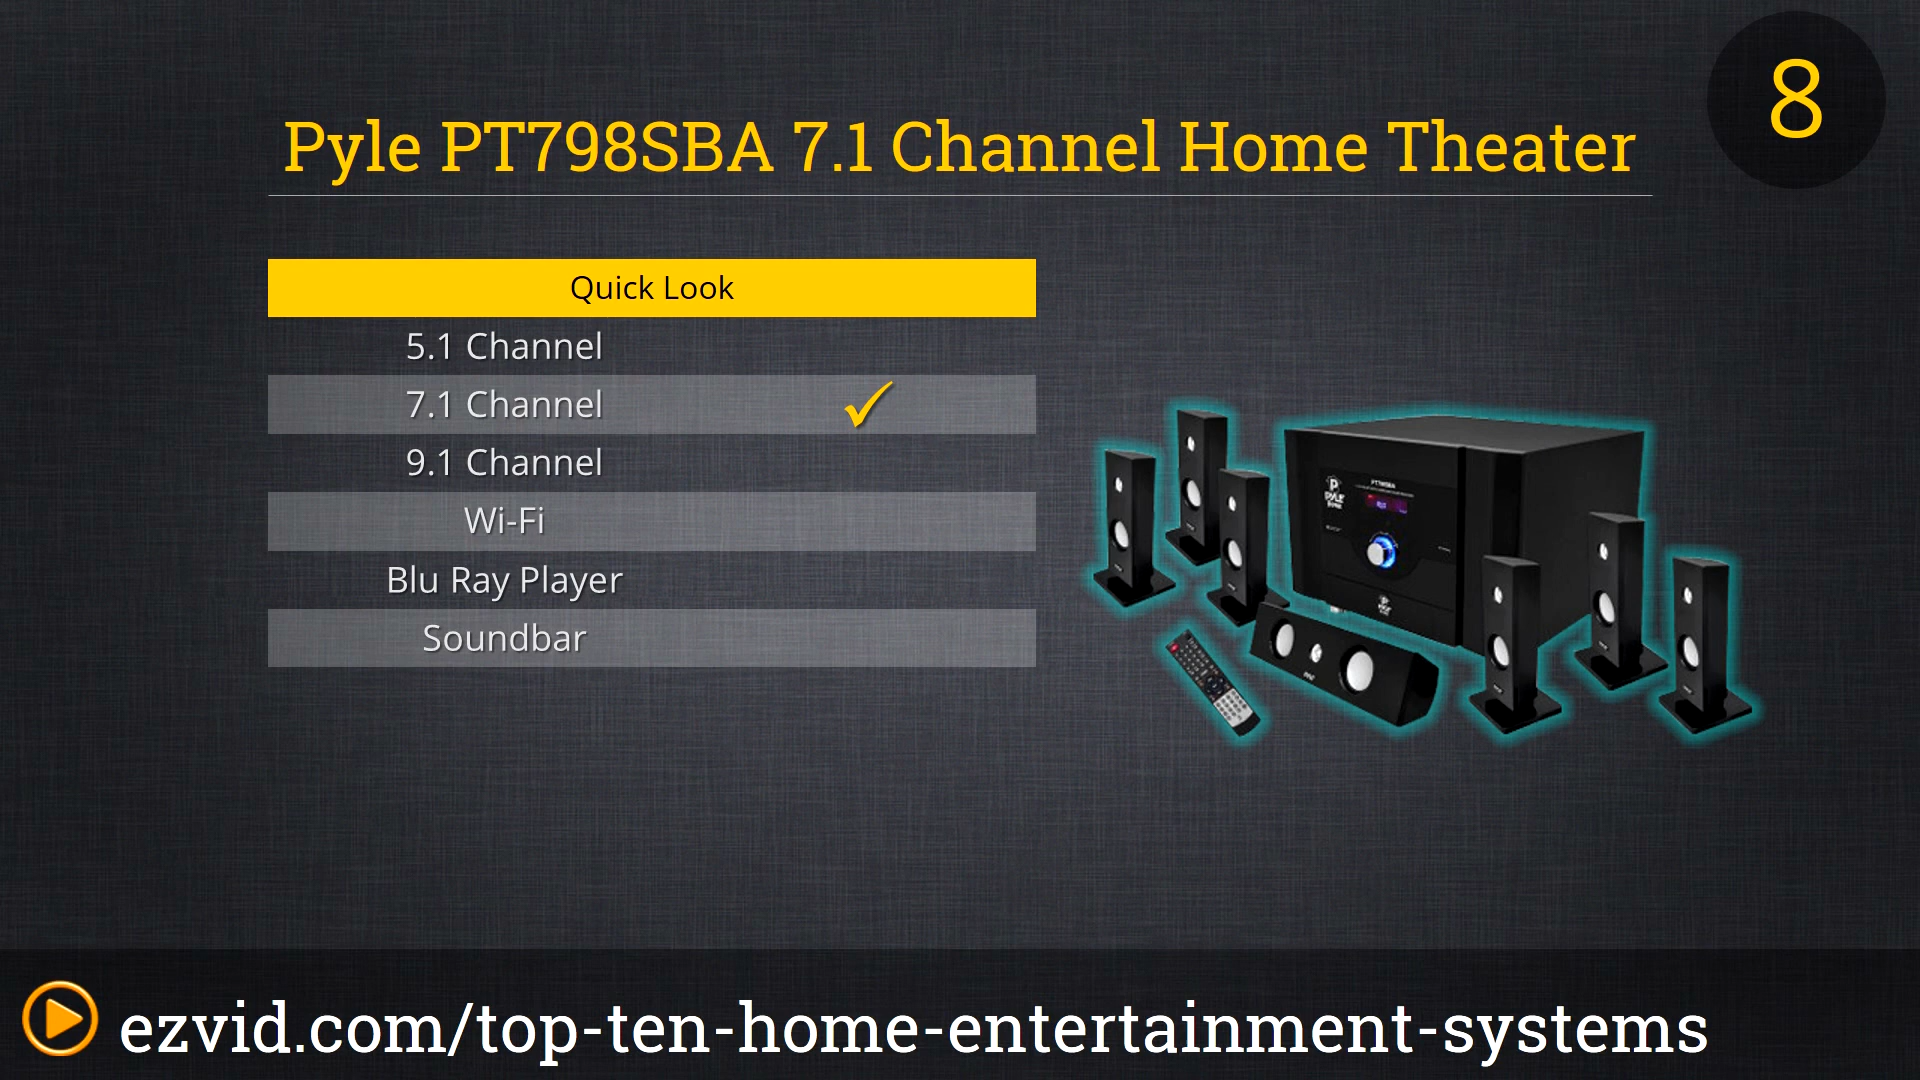 8
Pyle PT798SBA 7.1 Channel Home Theater
Quick Look
5.1 Channel
7.1 Channel
9.1 Channel
Wi-Fi
Blu Ray Player
Soundbar
PYLE
ezvid.com/top-ten-home-entertainment-systems